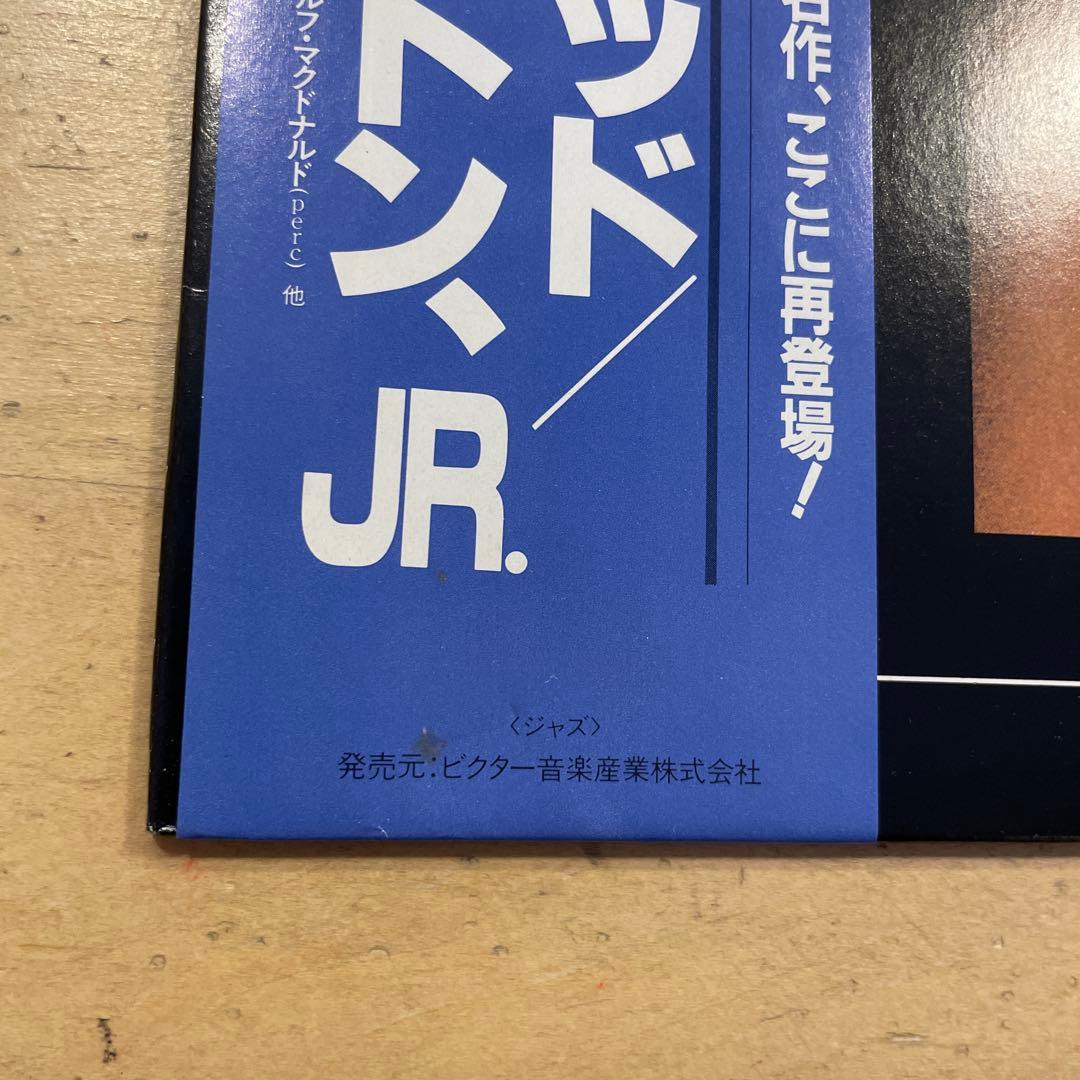 名作、ここに再登場!
ッド/
トン、JR.
ルフ・マクドナルド(perc) 他
〈ジャズ〉
発売元:ビクター音楽産業株式会社